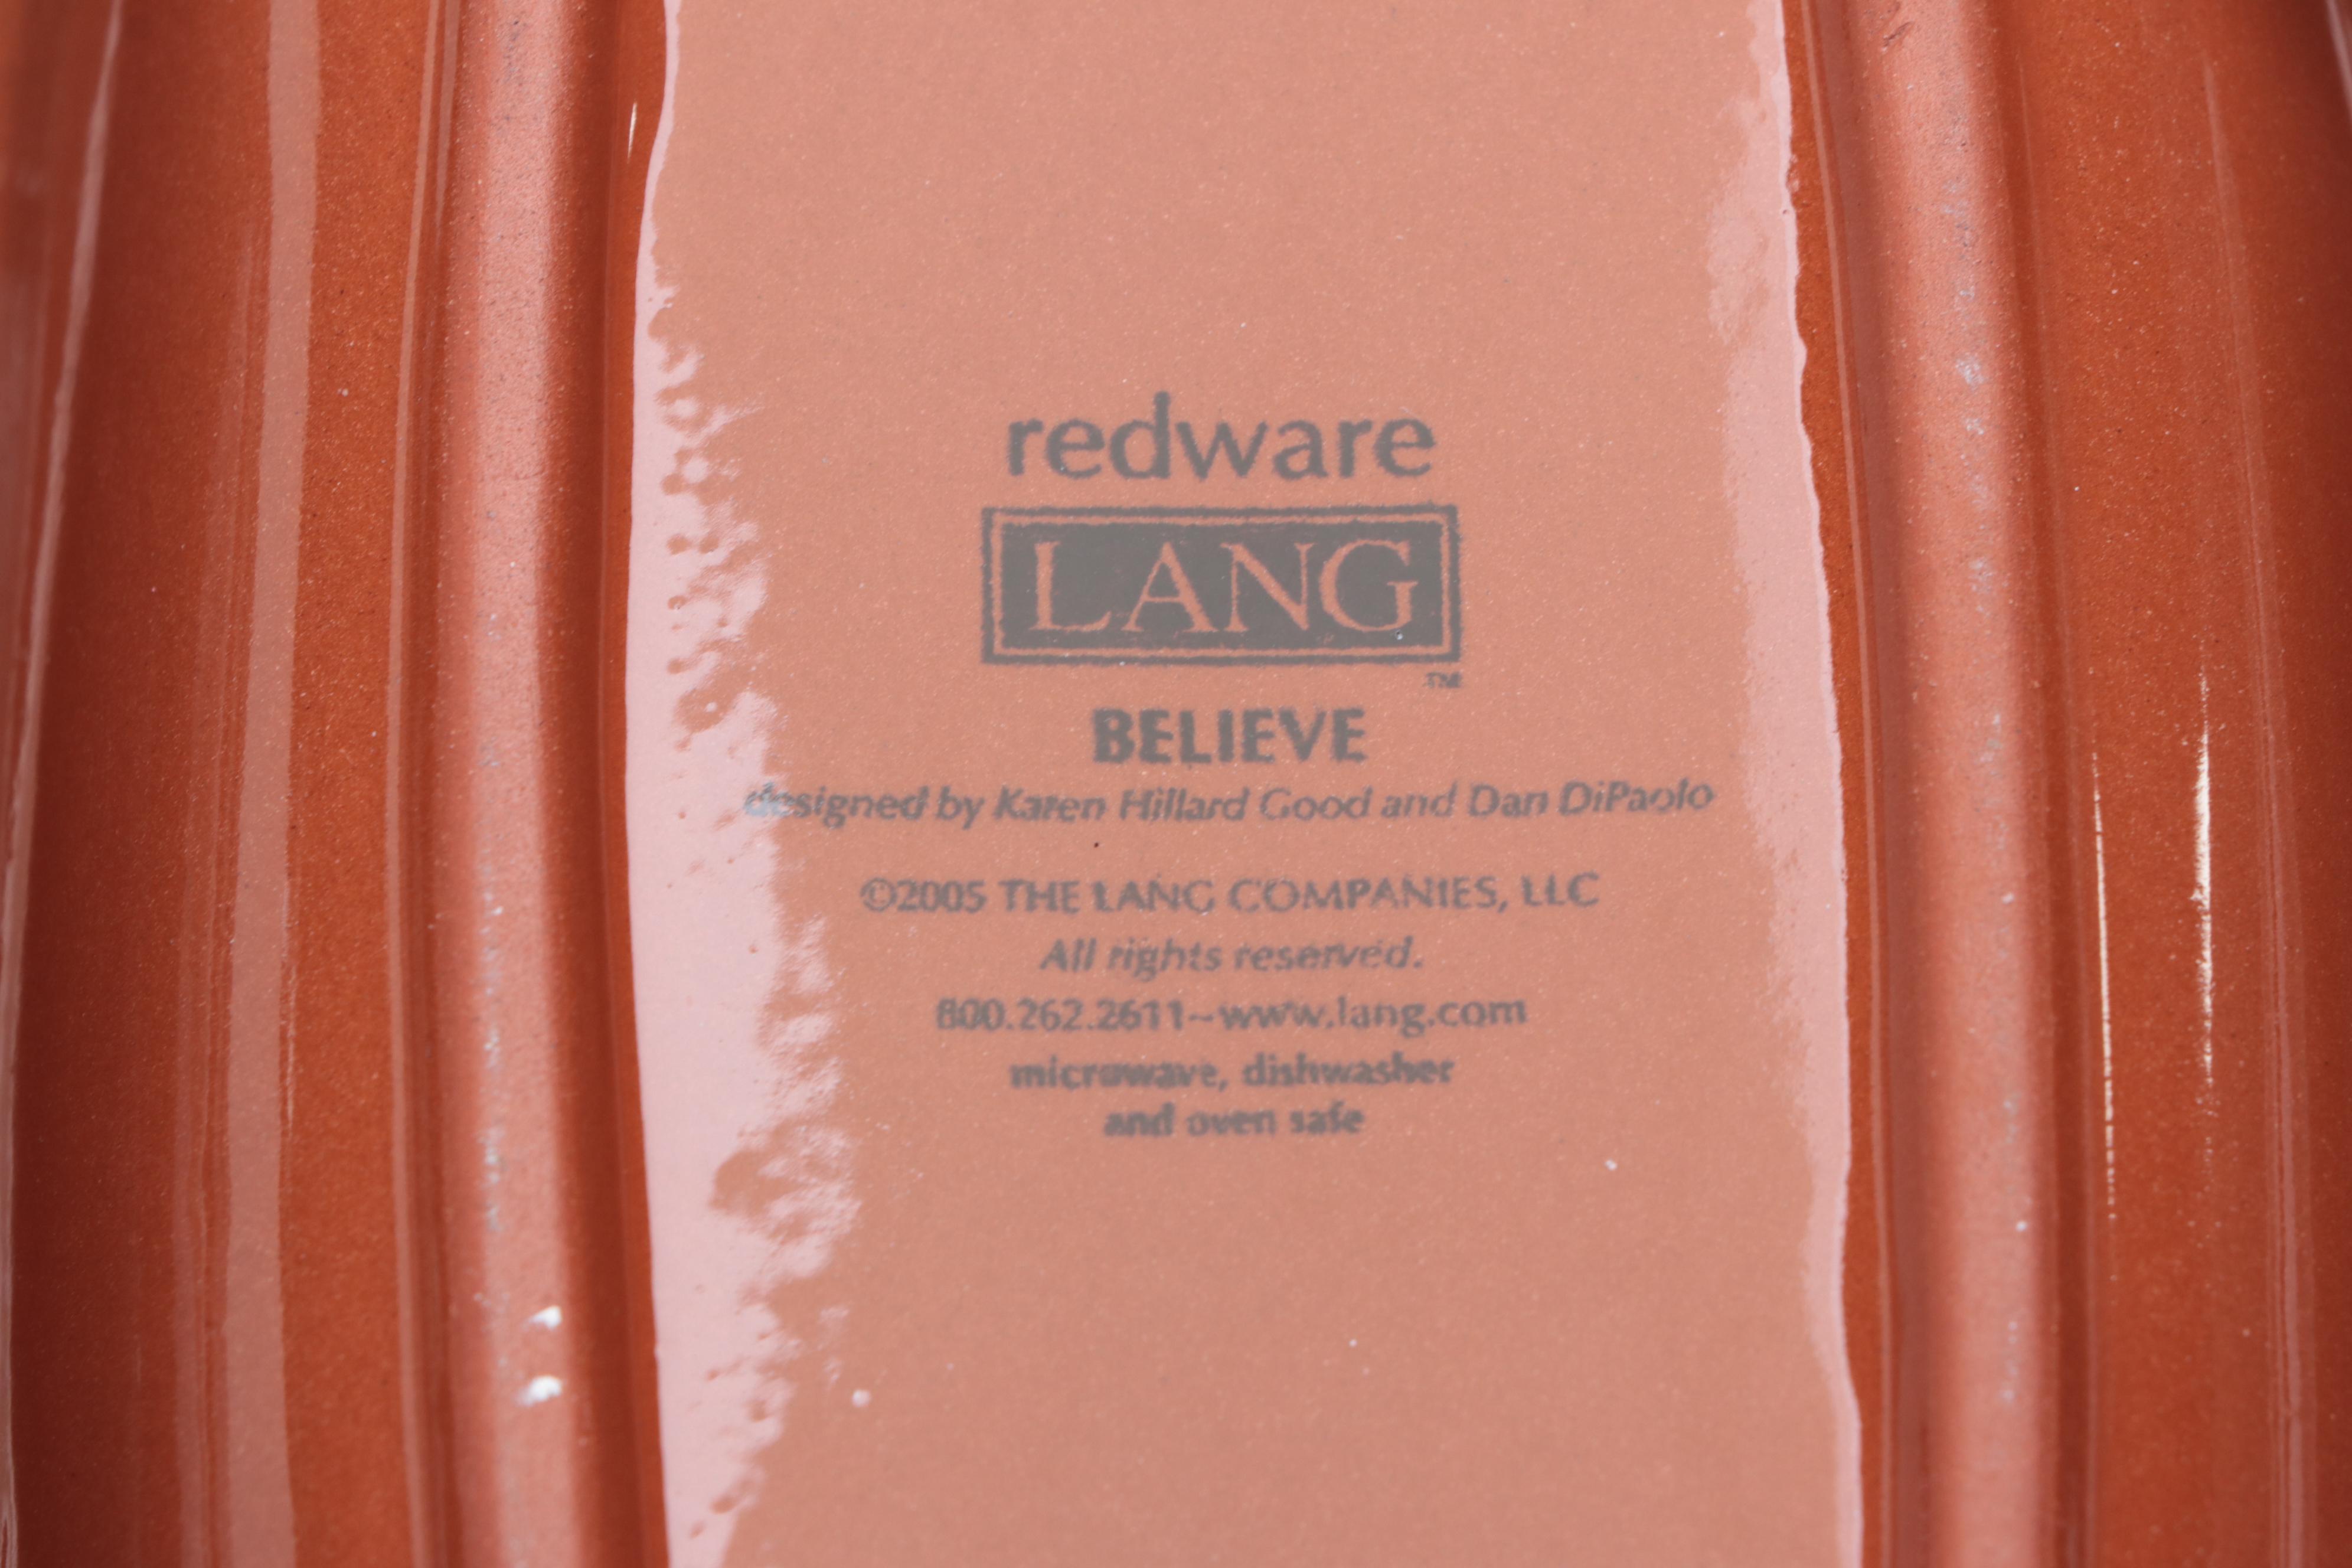 redware
LANG
™
BELIEVE
designed by Karen Hillard Good and Dan DiPaolo
©2005 THE LANG COMPANIES, LLC
All rights reserved.
800.262.2611~www.lang.com
microwave, dishwasher
and oven safe